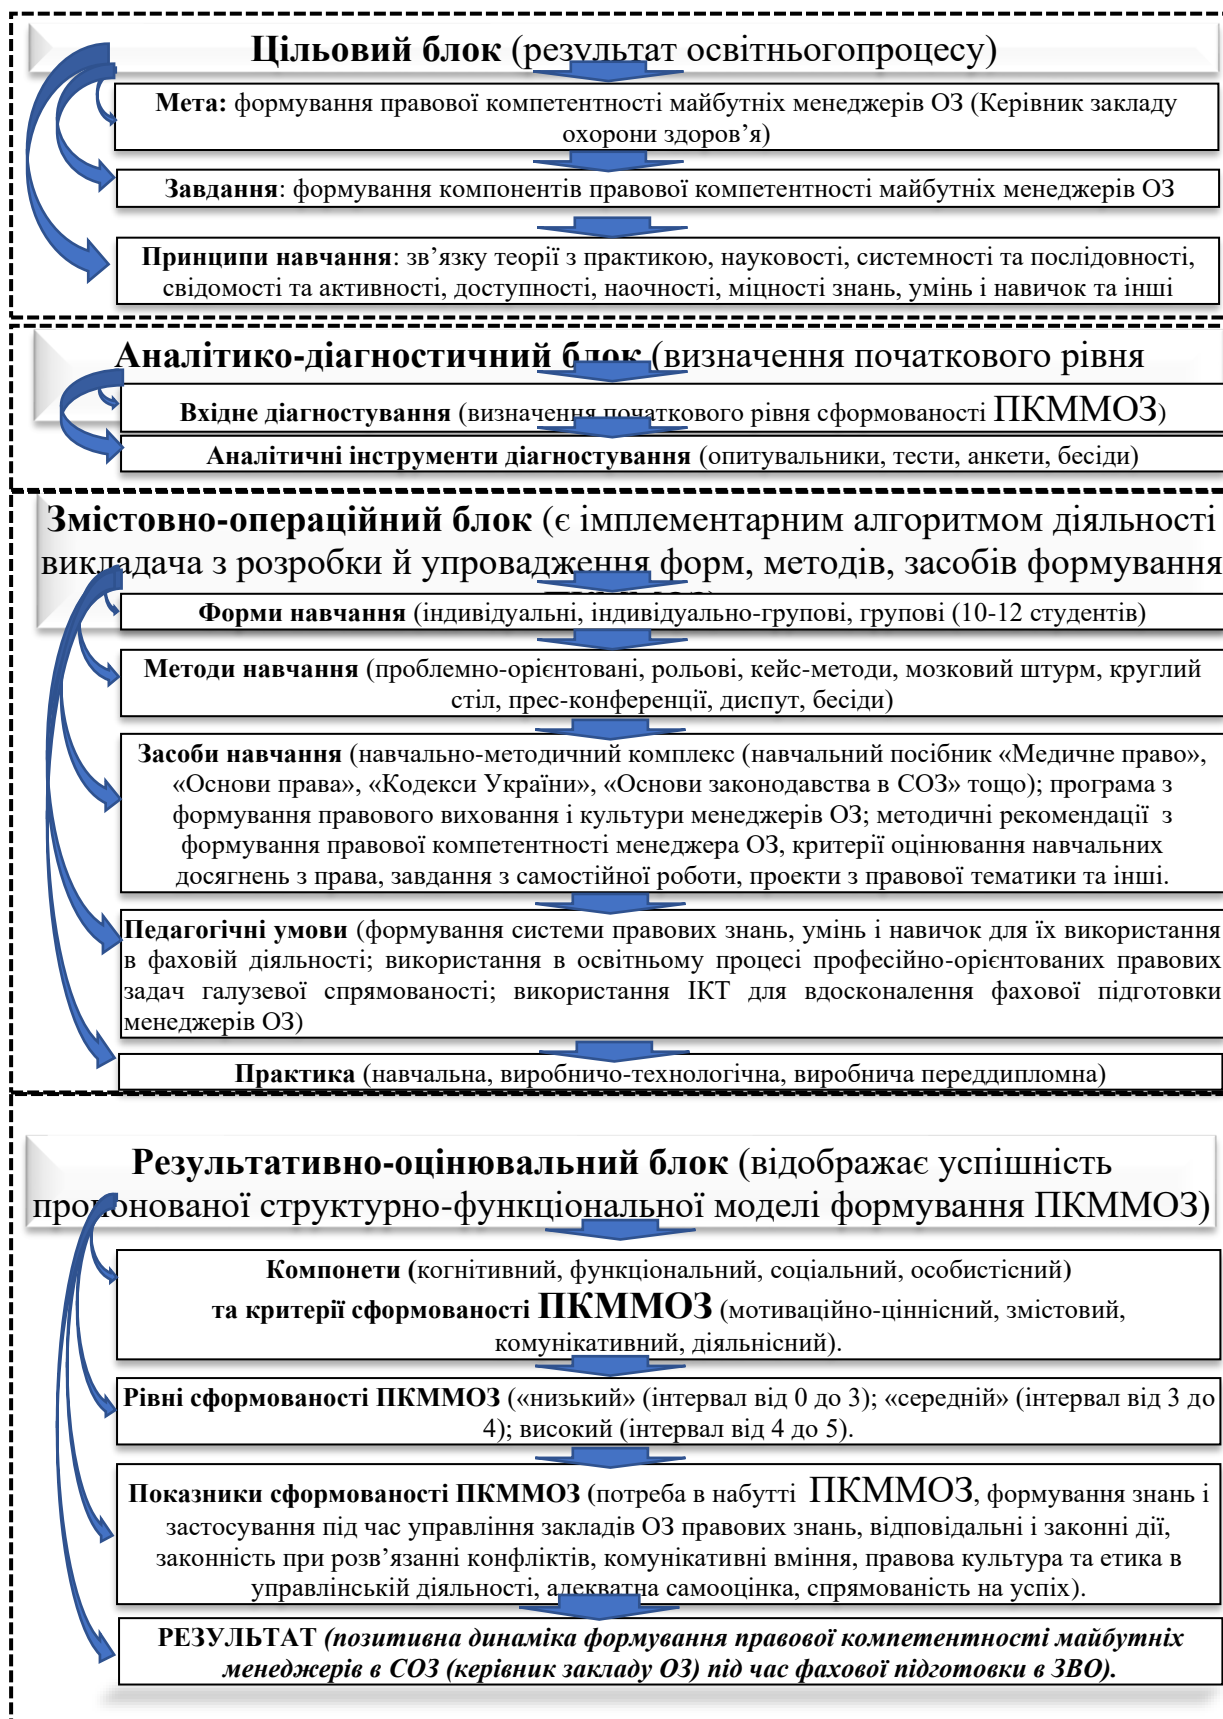 Цільовий блок (результат освітньогопроцесу)
Мета: формування правової компетентності майбутніх менеджерів ОЗ (Керівник закладу
охорони здоров’я)
Завдання: формування компонентів правової компетентності майбутніх менеджерів ОЗ
Принципи навчання: зв’язку теорії з практикою, науковості, системності та послідовності,
свідомості та активності, доступності, наочності, міцності знань, умінь і навичок та інші
Аналітико-діагностичний блок (визначення початкового рівня
Вхідне діагностування (визначення початкового рівня сформованості ПКММОЗ)
Аналітичні інструменти діагностування (опитувальники, тести, анкети, бесіди)
Змістовно-операційний блок (є імплементарним алгоритмом діяльності
викладача з розробки й упровадження форм, методів, засобів формування
Форми навчання (індивідуальні, індивідуально-групові, групові (10-12 студентів)
Методи навчання (проблемно-орієнтовані, рольові, кейс-методи, мозковий штурм, круглий
стіл, прес-конференції, диспут, бесіди)
Засоби навчання (навчально-методичний комплекс (навчальний посібник «Медичне право»,
«Основи права», «Кодекси України», «Основи законодавства в СОЗ» тощо); програма з
формування правового виховання і культури менеджерів ОЗ; методичні рекомендації з
формування правової компетентності менеджера ОЗ, критерії оцінювання навчальних
досягнень з права, завдання з самостійної роботи, проекти з правової тематики та інші.
Педагогічні умови (формування системи правових знань, умінь і навичок для їх використання
в фаховій діяльності; використання в освітньому процесі професійно-орієнтованих правових
задач галузевої спрямованості; використання ІКТ для вдосконалення фахової підготовки
менеджерів ОЗ)
Практика (навчальна, виробничо-технологічна, виробнича переддипломна)
Результативно-оцінювальний блок (відображає успішність
пропонованої структурно-функціональної моделі формування ПКММОЗ)
Компонети (когнітивний, функціональний, соціальний, особистісний)
та критерії сформованості ПКММОЗ (мотиваційно-ціннісний, змістовий,
комунікативний, діяльнісний).
Рівні сформованості ПКММОЗ («низький» (інтервал від 0 до 3); «середній» (інтервал від 3 до
4); високий (інтервал від 4 до 5).
Показники сформованості ПКММОЗ (потреба в набутті ПКММОЗ, формування знань і
застосування під час управління закладів ОЗ правових знань, відповідальні і законні дії,
законність при розв’язанні конфліктів, комунікативні вміння, правова культура та етика в
управлінській діяльності, адекватна самооцінка, спрямованість на успіх).
РЕЗУЛЬТАТ (позитивна динаміка формування правової компетентності майбутніх
менеджерів в СОЗ (керівник закладу ОЗ) під час фахової підготовки в ЗВО).